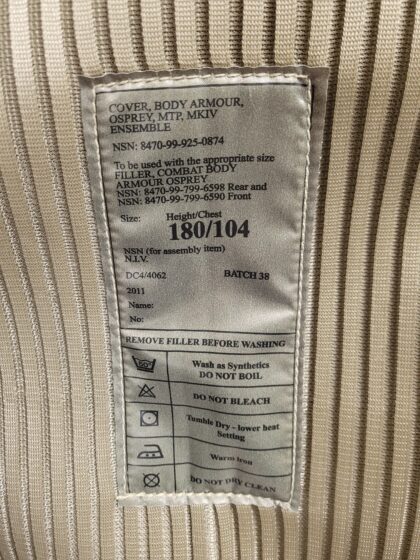 COVER, BODY ARMOUR,
OSPREY, MTP, MKIV
ENSEMBLE
NSN: 8470-99-925-0874
To be used with the appropriate size
FILLER, COMBAT BODY
ARMOUR OSPREY
NSN: 8470-99-799-6598 Rear and
NSN: 8470-99-799-6590 Front
Size: Height/Chest
180/104
NSN (for assembly item)
N.I.V.
DC4/4062 BATCH 38
2011
Name:
No:
REMOVE FILLER BEFORE WASHING
Wash as Synthetics
DO NOT BOIL
DO NOT BLEACH
Tumble Dry - lower heat
Setting
Warm iron
DO NOT DRY CLEAN